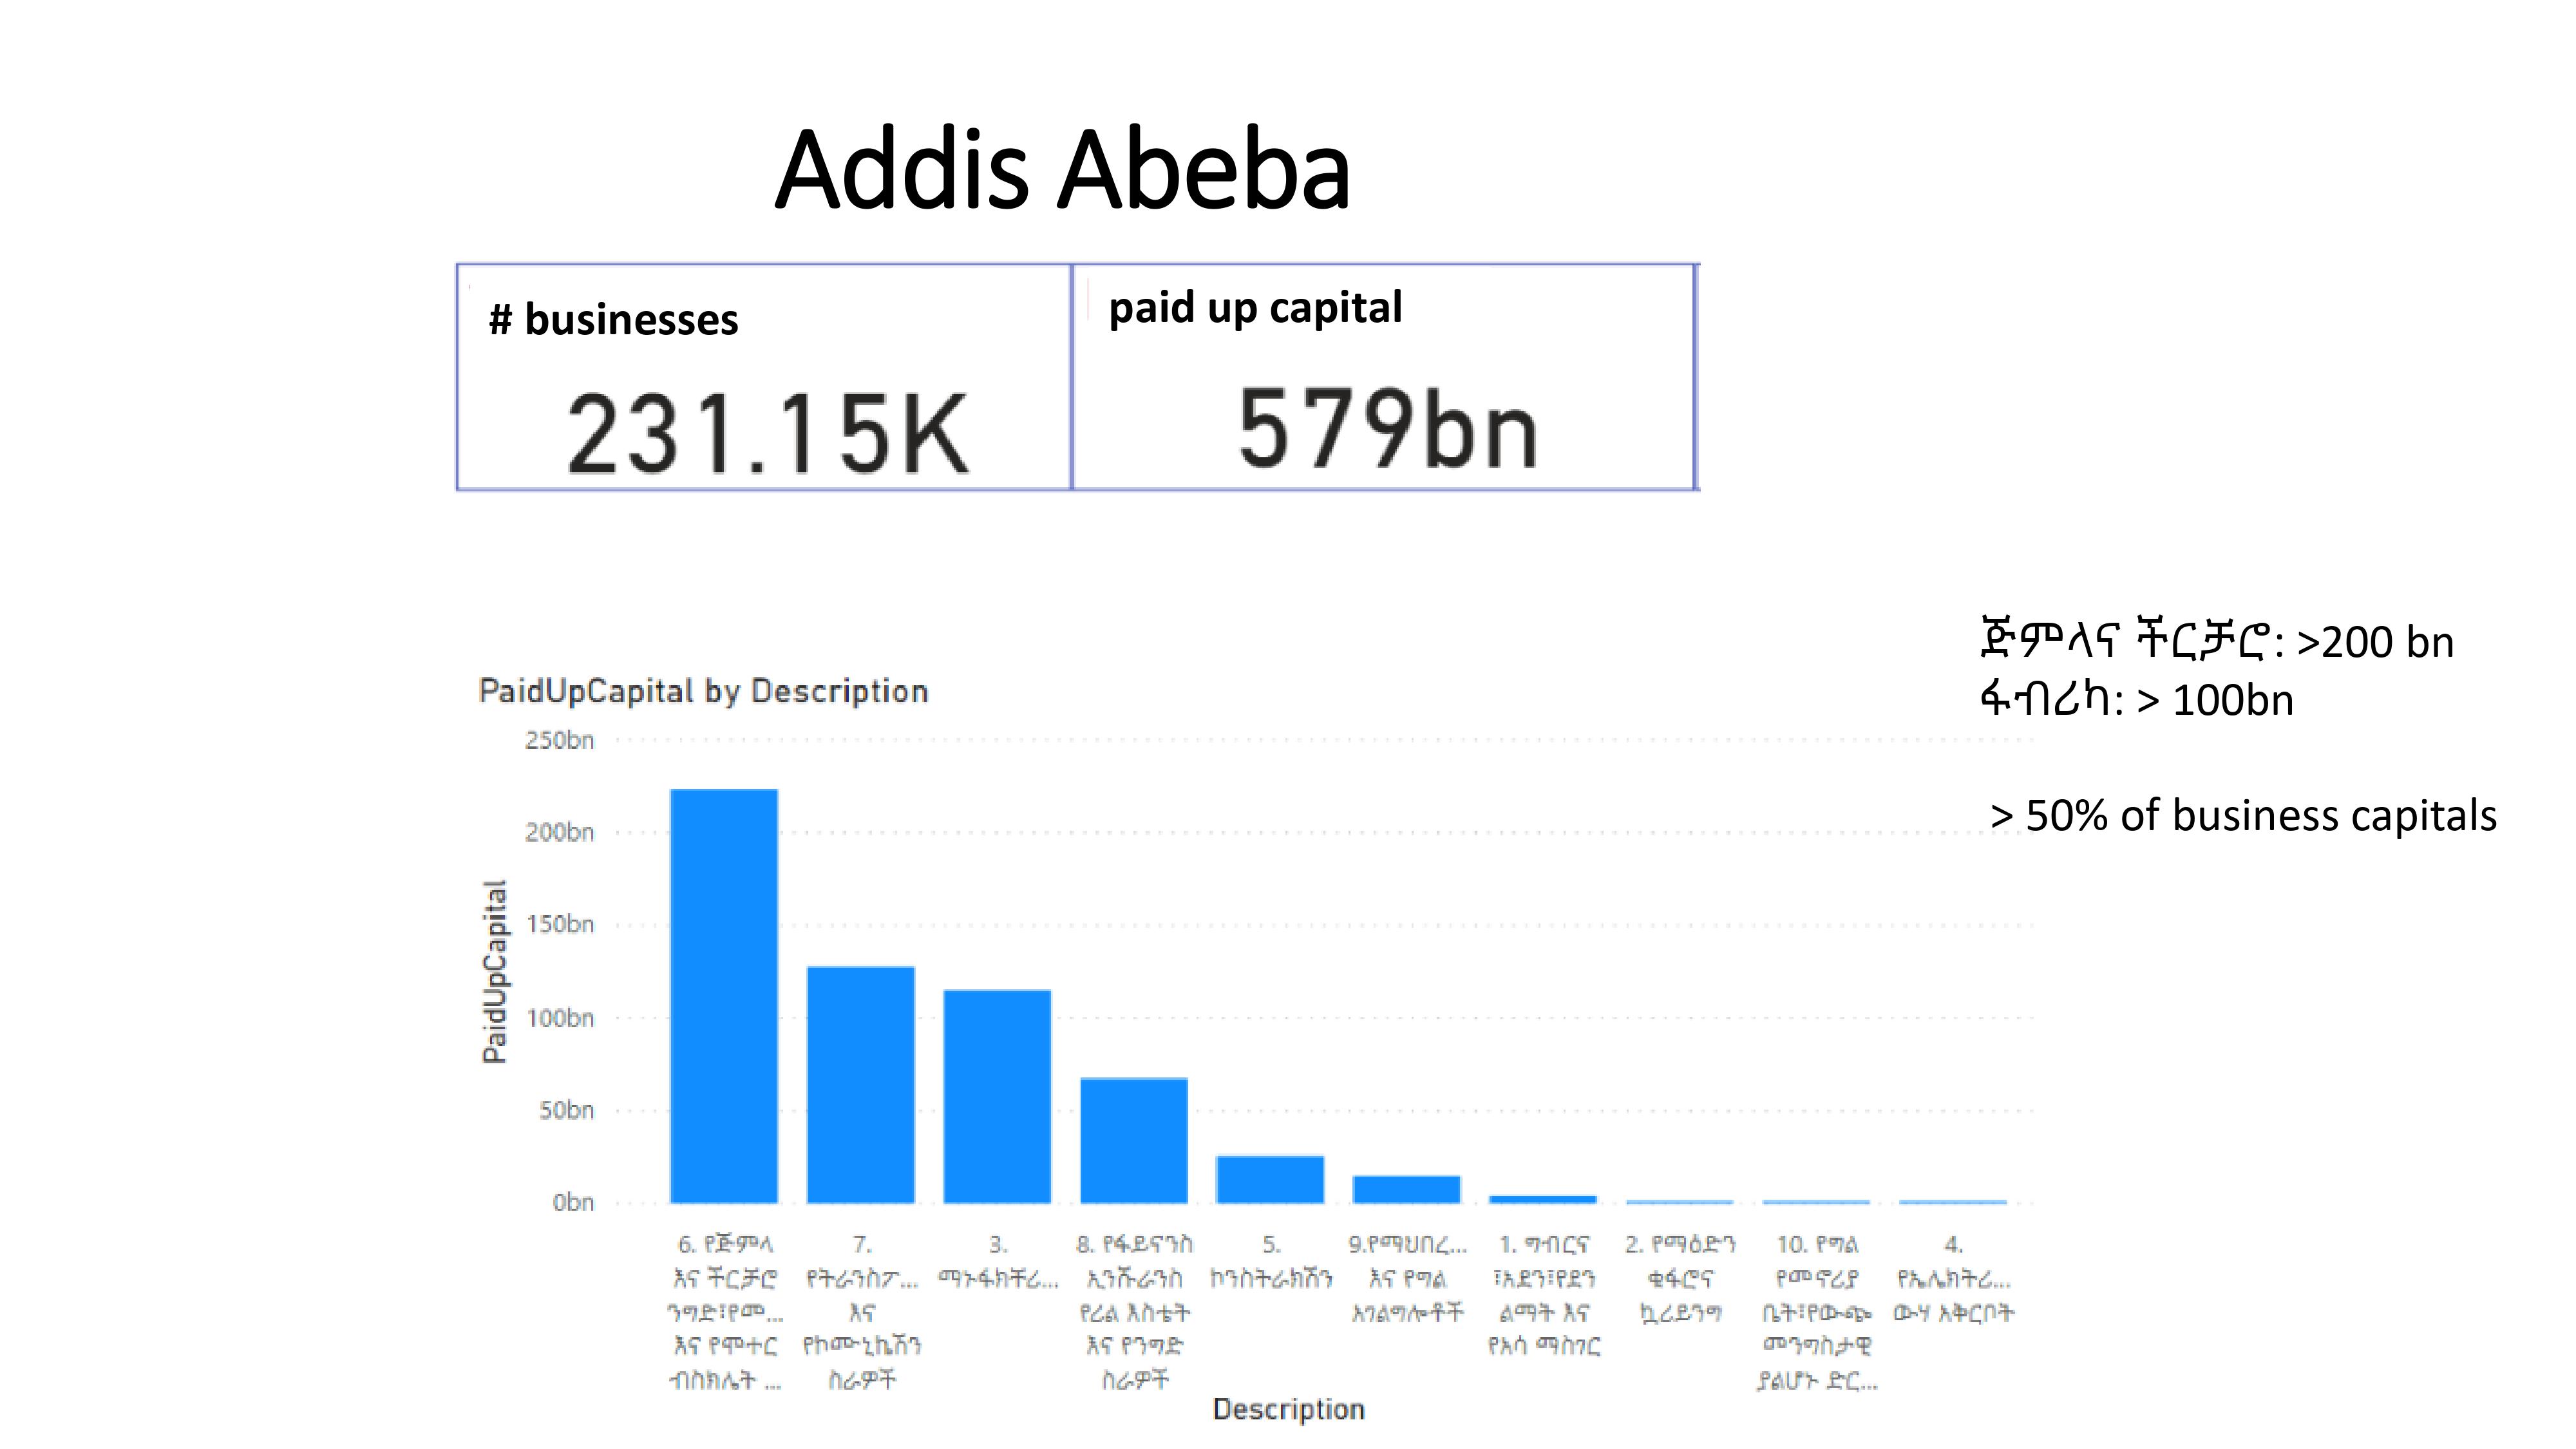 Addis Abeba
# businesses
231.15K
paid up capital
579bn
ጅምላና ችርቻሮ: >200 bn
ፋብሪካ: > 100bn
> 50% of business capitals
PaidUpCapital by Description
250bn
200bn
150bn
100bn
50bn
0bn
PaidUpCapital
6. የጅምላ
እና ችርቻሮ
ንግድ፣የመ...
እና የሞተር
ብስክሌት ...
7.
የትራንስፖ...
እና
የኮሙኒኬሽን
ስራዎች
3.
ማኑፋክቸሪ...
8. የፋይናንስ
ኢንሹራንስ
የሪል እስቴት
እና የንግድ
ስራዎች
5.
ኮንስትራክሽን
9.የማህበረ...
እና የግል
አገልግሎቶች
1. ግብርና
፣አደን፣የደን
ልማት እና
የአሳ ማስገር
2. የማዕድን
ቁፋሮና
ኳሪይንግ
10. የግል
የመኖሪያ
ቤት፣የውጭ
መንግስታዊ
ያልሆኑ ድር...
4.
የኤሌክትሪ...
ውሃ አቅርቦት
Description